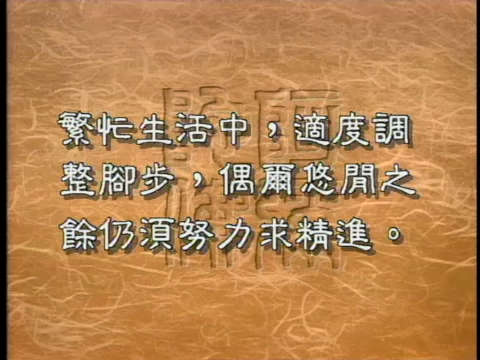 繁忙生活中，適度調
整腳步，偶爾悠閒之
餘仍須努力求精進。